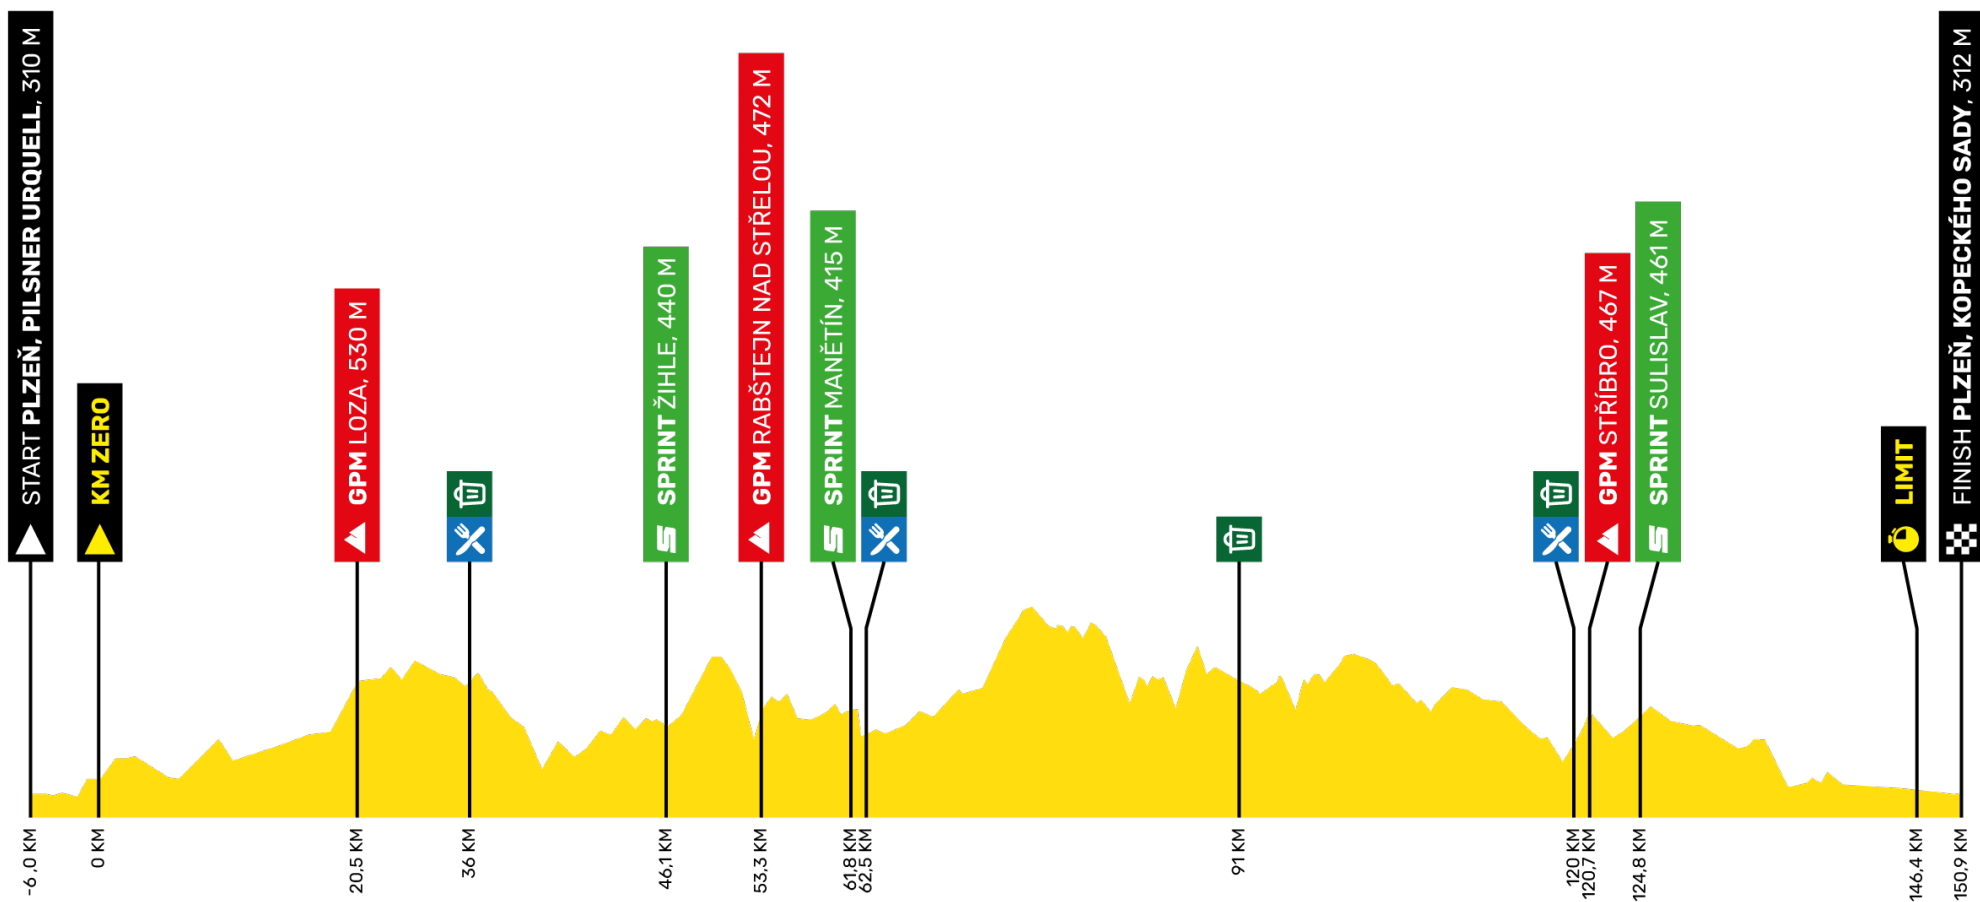 START PLZEŇ, PILSNER URQUELL, 310 M
KM ZERO
GPM LOZA, 530 M
SPRINT ŽIHLE, 440 M
GPM RABŠTEJN NAD STŘELOU, 472 M
SPRINT MANĚTÍN, 415 M
GPM STŘÍBRO, 467 M
SPRINT SULISLAV, 461 M
LIMIT
FINISH PLZEŇ, KOPECKÉHO SADY, 312 M
-6,0 KM
0 KM
20,5 KM
36 KM
46,1 KM
53,3 KM
61,8 KM
62,5 KM
91 KM
120 KM
120,7 KM
124,8 KM
146,4 KM
150,9 KM